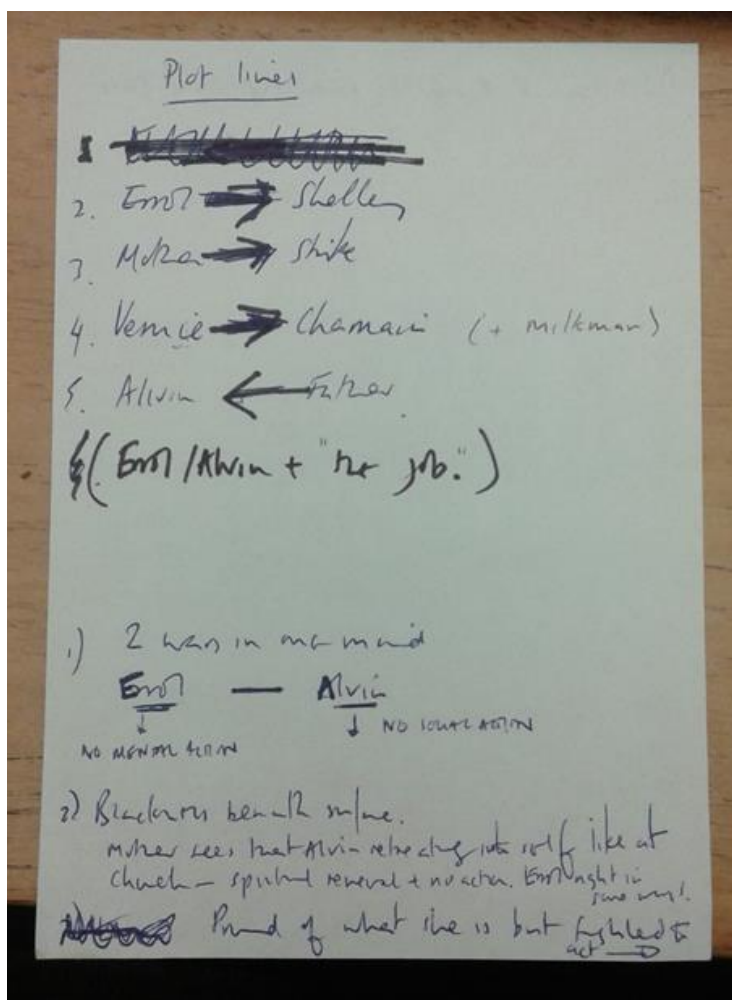 Plot lines
1
2. Errol → Shelley
3. Mother → Strike
4. Vernice → Charmain (+ milkman)
5. Alvin ← Father
(Errol/Alvin + "the job.")
1.) 2 wars in one mind
Errol — Alvin
↓ NO SOCIAL ACTION
↓ NO MENTAL ACTION
2) Blackness beneath surface.
Mother sees that Alvin retreating into self, like at
Church - spiritual renewal + no action. Errol right in
some ways.
Proud of what she is but frightened to
act →